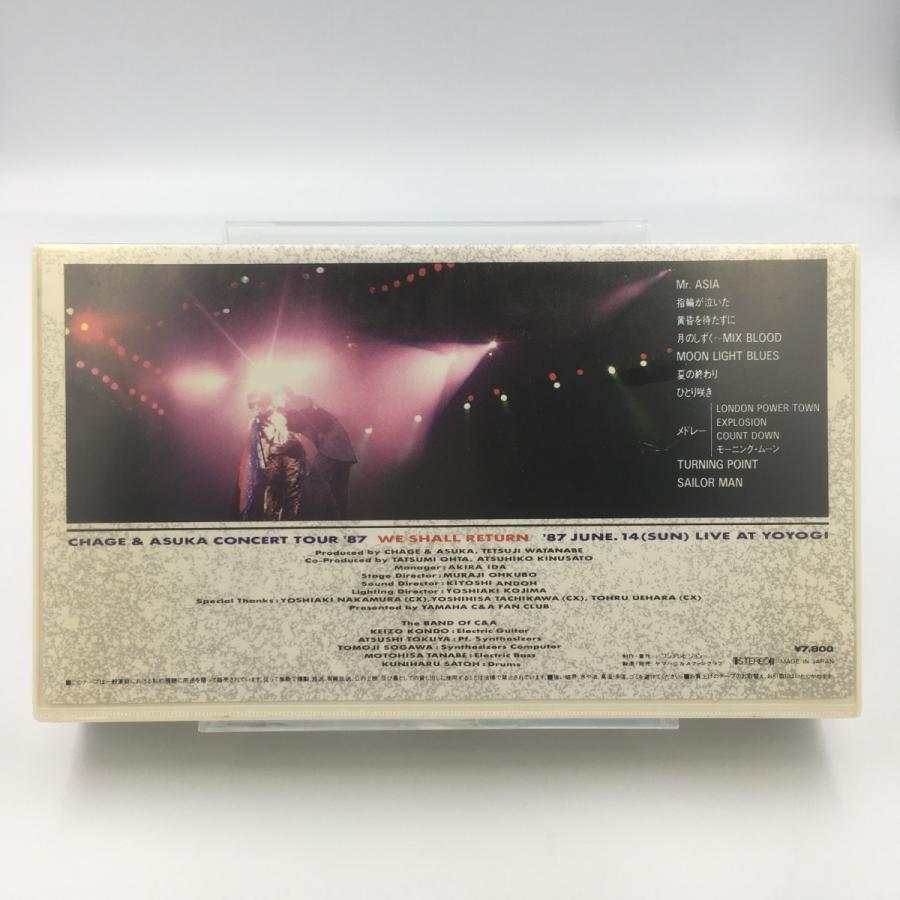 Mr. ASIA
指輪が泣いた
黄昏を待たずに
月のしずく〜MIX BLOOD
MOON LIGHT BLUES
夏の終わり
ひとり咲き
メドレー
LONDON POWER TOWN
EXPLOSION
COUNT DOWN
モーニング・ムーン
TURNING POINT
SAILOR MAN
CHAGE & ASUKA CONCERT TOUR '87 WE SHALL RETURN '87 JUNE. 14 (SUN) LIVE AT YOYOGI
Produced by CHAGE & ASUKA, TETSUJI WATANABE
Co-Produced by TATSUMI OHTA, ATSUHIKO KINUSATO
Manager: AKIRA IDA
Stage Director: MURAJI OHKUBO
Sound Director: KIYOSHI ANDOH
Lighting Director: YOSHIAKI KOJIMA
Special Thanks: YOSHIAKI NAKAMURA (CX), YOSHIHISA TACHIKAWA (CX), TOHRU UEHARA (CX)
Presented by YAMAHA C&A FAN CLUB
The BAND Of C&A
KEIZO KONDO: Electric Guitar
ATSUSHI TOKUYA: Pf. Synthesizers
TOMOJI SOGAWA: Synthesizers Computer
MOTOHISA TANABE: Electric Bass
KUNIHARU SATOH: Drums
¥7,800
STEREO
MADE IN JAPAN